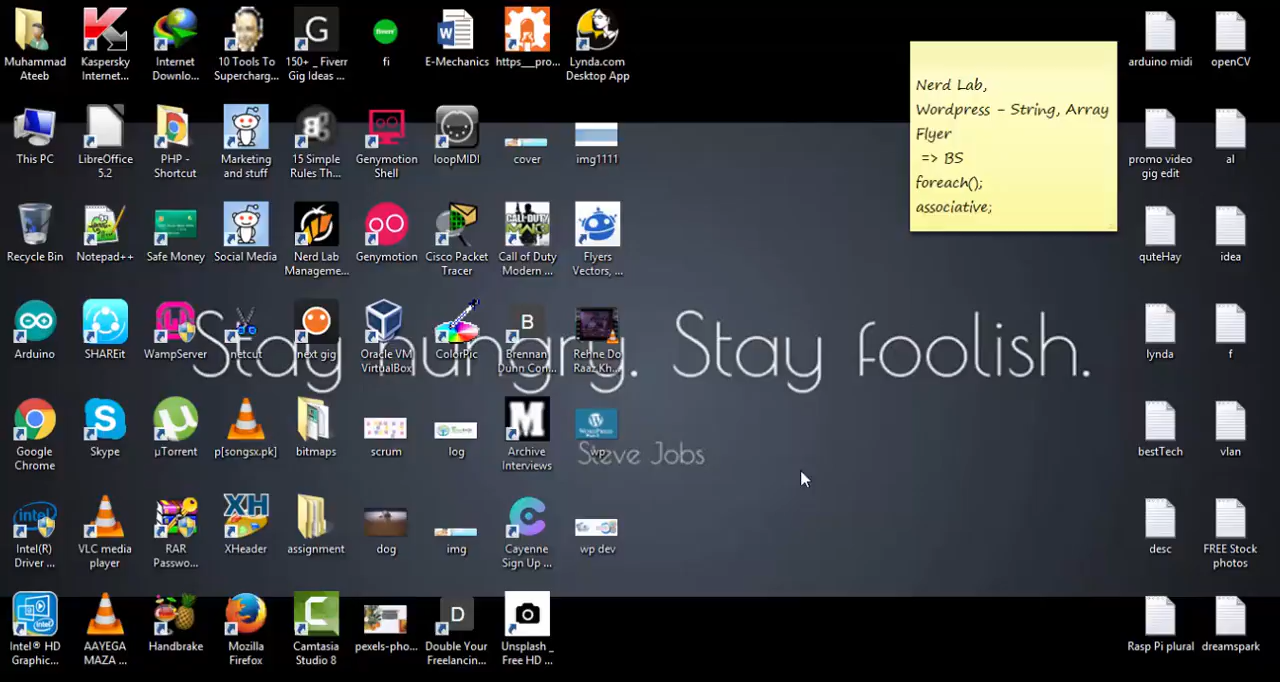 Muhammad
Ateeb
Kaspersky
Internet...
Internet
Downlo...
10 Tools To
Supercharg...
150+ _ Fiverr
Gig Ideas ...
fiverr
fi
E-Mechanics
https___pro...
Lynda.com
Desktop App
arduino midi
openCV
Nerd Lab,
Wordpress - String, Array
Flyer
=> BS
foreach();
associative;
This PC
LibreOffice
5.2
PHP -
Shortcut
Marketing
and stuff
15 Simple
Rules Th...
Genymotion
Shell
loopMIDI
cover
img1111
promo video
gig edit
al
Recycle Bin
Notepad++
Safe Money
Social Media
Nerd Lab
Manageme...
Genymotion
Cisco Packet
Tracer
Call of Duty
Modern ...
Flyers
Vectors, ...
quteHay
idea
Arduino
SHAREit
WampServer
netcut
next gig
Oracle VM
VirtualBox
ColorPic
Brennan
Dunn Con...
Rehne Do
Raaz Kh...
lynda
f
Stay hungry. Stay foolish.
Steve Jobs
Google
Chrome
Skype
µTorrent
p[songsx.pk]
bitmaps
scrum
log
Archive
Interviews
wp
bestTech
vlan
Intel(R)
Driver ...
VLC media
player
RAR
Passwo...
XHeader
assignment
dog
img
Cayenne
Sign Up ...
wp dev
desc
FREE Stock
photos
Intel® HD
Graphic...
AAYEGA
MAZA ...
Handbrake
Mozilla
Firefox
Camtasia
Studio 8
pexels-pho...
Double Your
Freelancin...
Unsplash _
Free HD ...
Rasp Pi plural
dreamspark